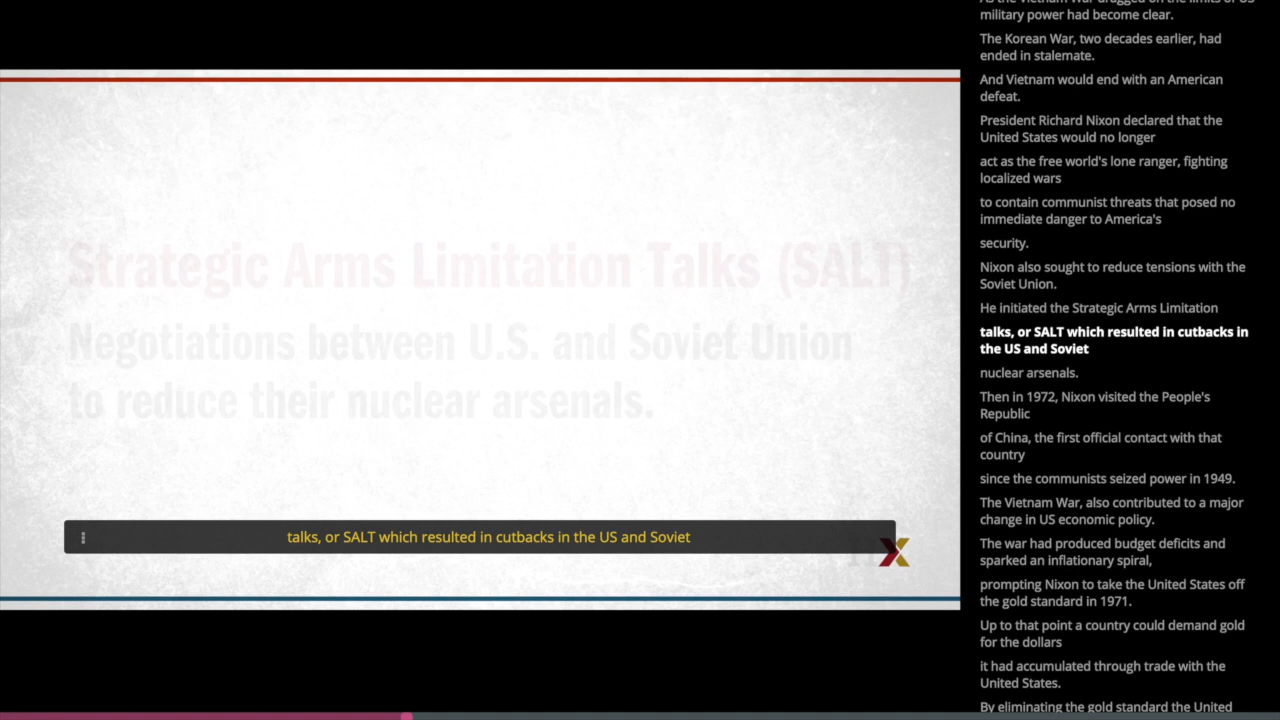 Strategic Arms Limitation Talks (SALT)
Negotiations between U.S. and Soviet Union
to reduce their nuclear arsenals.
talks, or SALT which resulted in cutbacks in the US and Soviet
As the Vietnam War dragged on the limits of US
military power had become clear.
The Korean War, two decades earlier, had
ended in stalemate.
And Vietnam would end with an American
defeat.
President Richard Nixon declared that the
United States would no longer
act as the free world's lone ranger, fighting
localized wars
to contain communist threats that posed no
immediate danger to America's
security.
Nixon also sought to reduce tensions with the
Soviet Union.
He initiated the Strategic Arms Limitation
talks, or SALT which resulted in cutbacks in
the US and Soviet
nuclear arsenals.
Then in 1972, Nixon visited the People's
Republic
of China, the first official contact with that
country
since the communists seized power in 1949.
The Vietnam War, also contributed to a major
change in US economic policy.
The war had produced budget deficits and
sparked an inflationary spiral,
prompting Nixon to take the United States off
the gold standard in 1971.
Up to that point a country could demand gold
for the dollars
it had accumulated through trade with the
United States.
By eliminating the gold standard the United